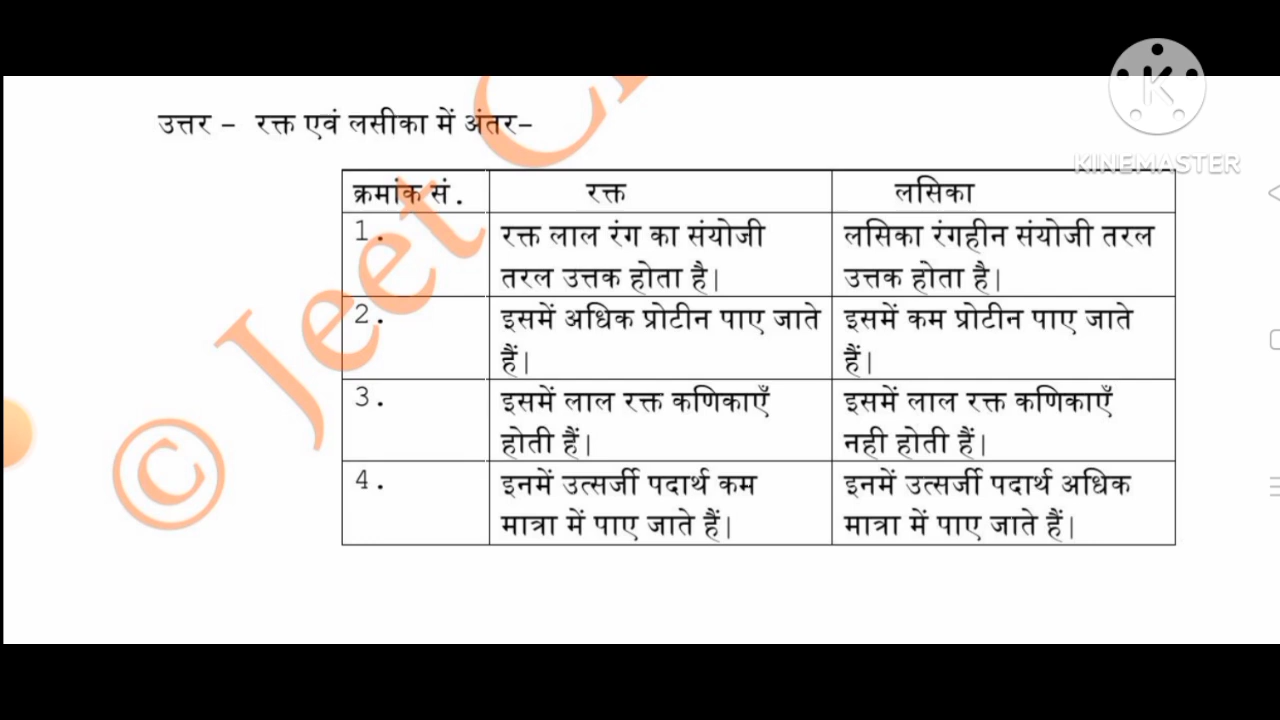 KINEMASTER
उत्तर - रक्त एवं लसीका में अंतर-
क्रमांक सं. रक्त लसिका
1. रक्त लाल रंग का संयोजी लसिका रंगहीन संयोजी तरल
तरल उत्तक होता है। उत्तक होता है।
2. इसमें अधिक प्रोटीन पाए जाते इसमें कम प्रोटीन पाए जाते
हैं। हैं।
3. इसमें लाल रक्त कणिकाएँ इसमें लाल रक्त कणिकाएँ
होती हैं। नही होती हैं।
4. इनमें उत्सर्जी पदार्थ कम इनमें उत्सर्जी पदार्थ अधिक
मात्रा में पाए जाते हैं। मात्रा में पाए जाते हैं।
© Jeet